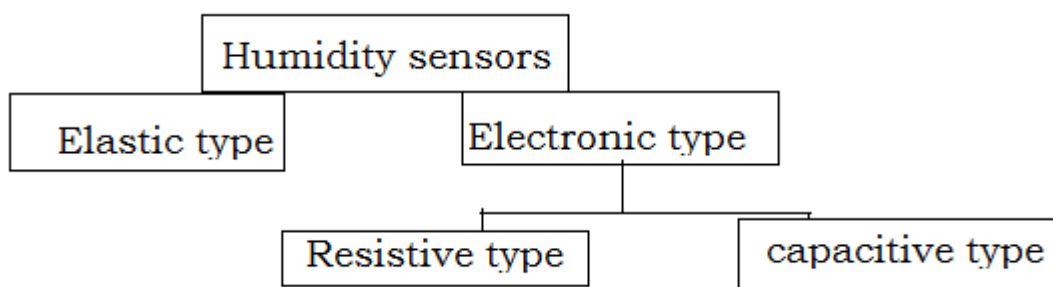 Humidity sensors
Elastic type
Electronic type
Resistive type
capacitive type